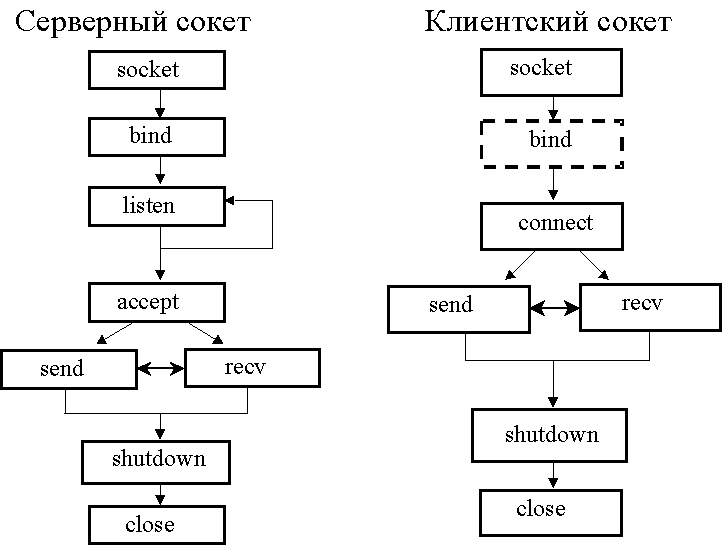 Серверный сокет
socket
bind
listen
accept
send
recv
shutdown
close
Клиентский сокет
socket
bind
connect
send
recv
shutdown
close